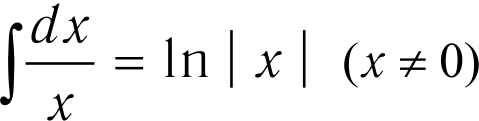 ∫dx/x = ln | x | (x ≠ 0)